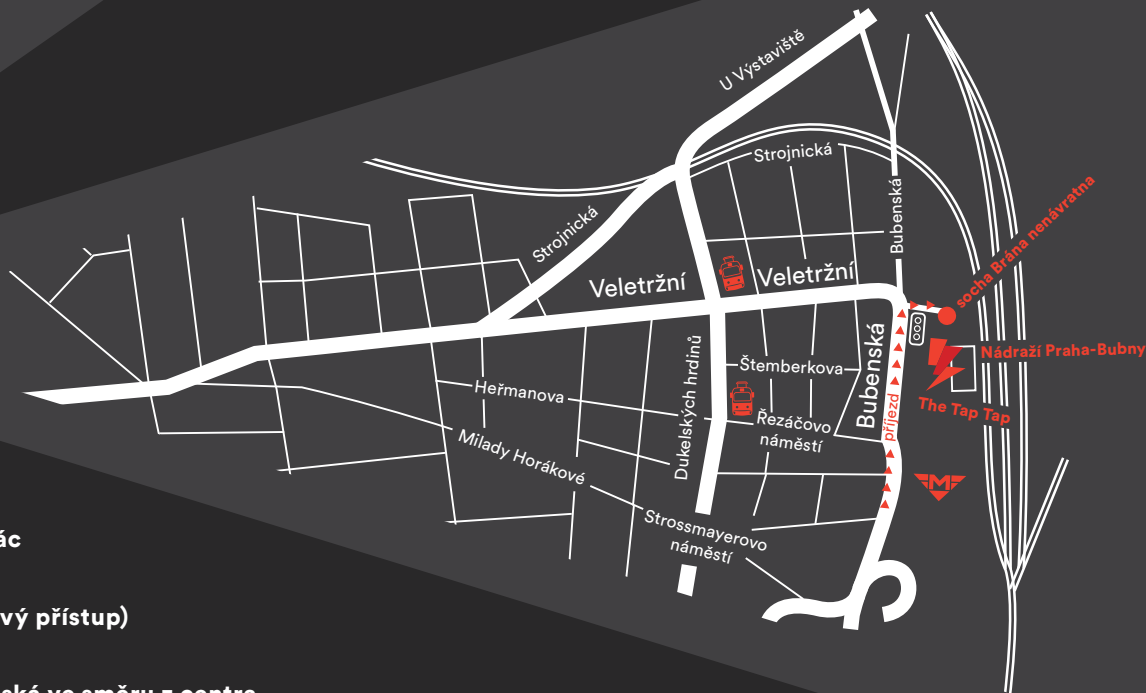 U Výstaviště
Strojnická
Bubenská
Strojnická
socha Brána nenávratna
Veletržní
Veletržní
Bubenská
Nádraží Praha-Bubny
Štemberkova
Dukelských hrdinů
Heřmanova
příjezd
The Tap Tap
Řezáčovo
náměstí
Milady Horákové
M
Strossmayerovo
náměstí
vý přístup)